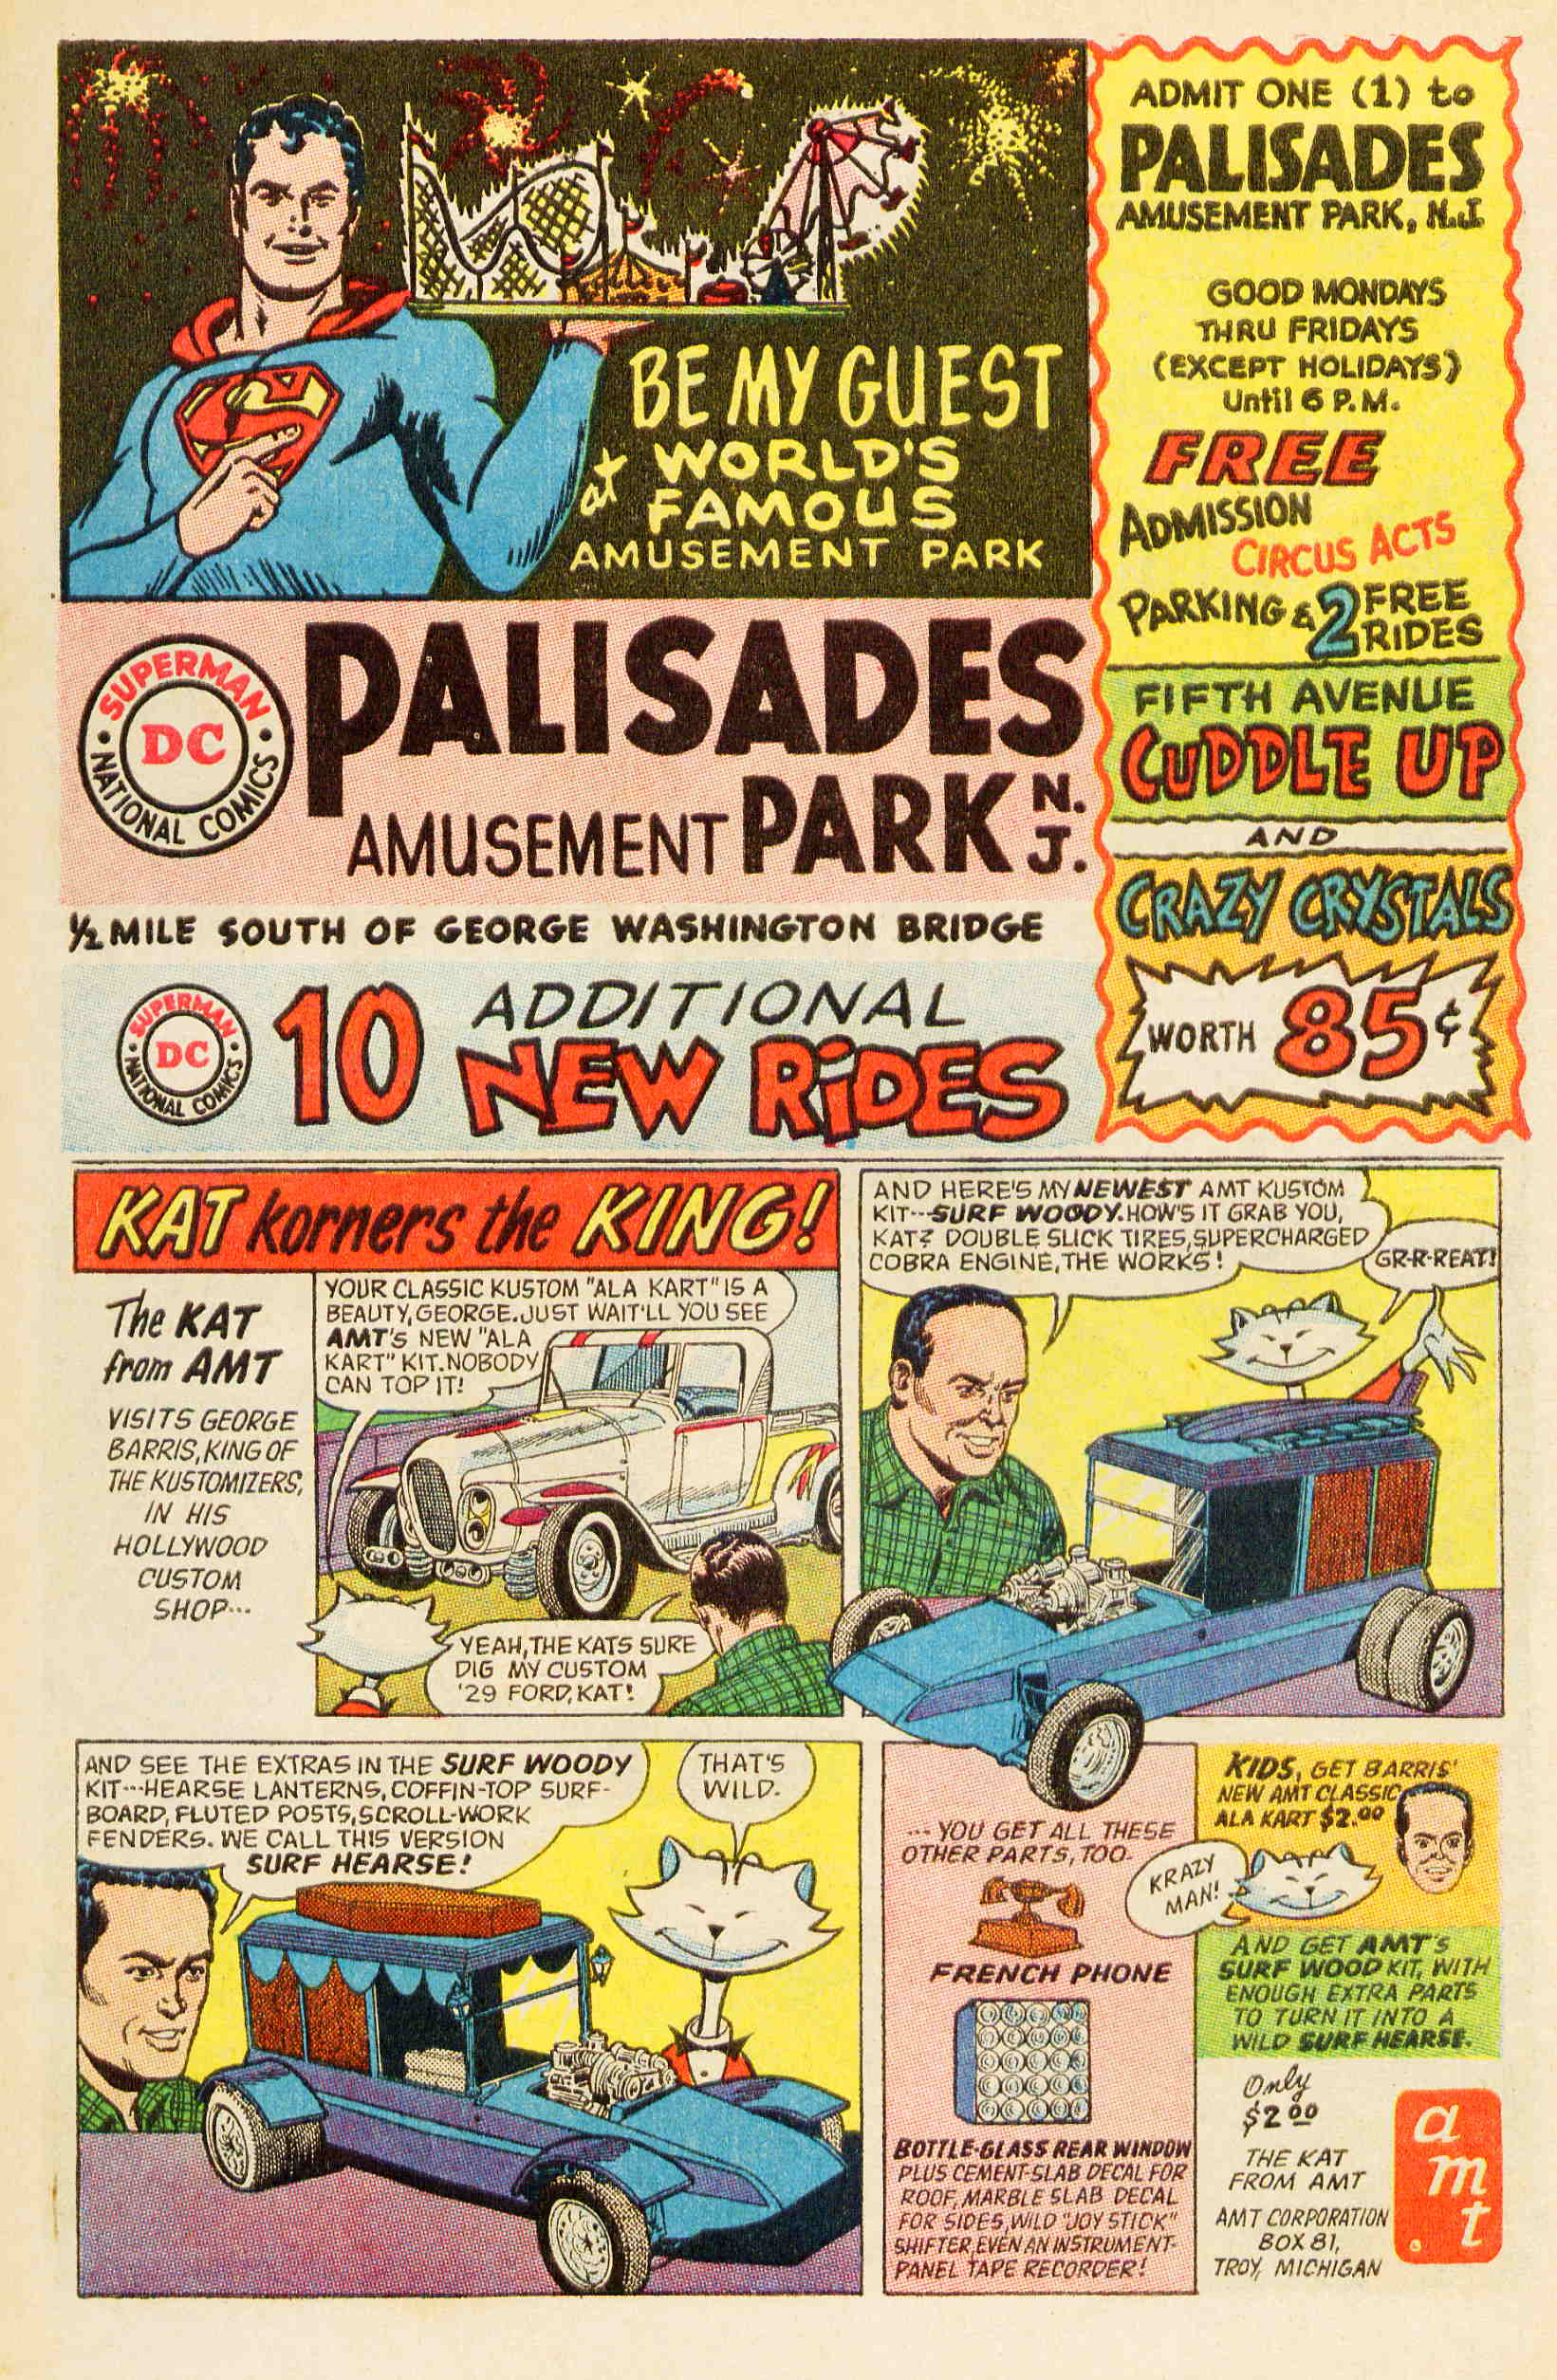 BE MY GUEST
at WORLD'S
FAMOUS
AMUSEMENT PARK
SUPERMAN
DC
NATIONAL COMICS
PALISADES
AMUSEMENT PARK N.J.
½ MILE SOUTH OF GEORGE WASHINGTON BRIDGE
SUPERMAN
DC
NATIONAL COMICS
10 ADDITIONAL
NEW RiDES
ADMIT ONE (1) to
PALISADES
AMUSEMENT PARK, N.J.
GOOD MONDAYS
THRU FRIDAYS
(EXCEPT HOLIDAYS)
Until 6 P.M.
FREE
ADMISSION
CIRCUS ACTS
PARKING & 2 FREE RIDES
FIFTH AVENUE
CUDDLE UP
AND
CRAZY CRYSTALS
WORTH 85¢
KAT korners the KING!
The KAT
from AMT
VISITS GEORGE
BARRIS, KING OF
THE KUSTOMIZERS,
IN HIS
HOLLYWOOD
CUSTOM
SHOP...
YOUR CLASSIC KUSTOM "ALA KART" IS A
BEAUTY, GEORGE. JUST WAIT'LL YOU SEE
AMT'S NEW "ALA
KART" KIT. NOBODY
CAN TOP IT!
YEAH, THE KATS SURE
DIG MY CUSTOM
'29 FORD, KAT!
AND HERE'S MY NEWEST AMT KUSTOM
KIT---SURF WOODY. HOW'S IT GRAB YOU,
KAT? DOUBLE SLICK TIRES, SUPERCHARGED
COBRA ENGINE, THE WORKS!
GR-R-REAT!
AND SEE THE EXTRAS IN THE SURF WOODY
KIT---HEARSE LANTERNS, COFFIN-TOP SURF-
BOARD, FLUTED POSTS, SCROLL-WORK
FENDERS. WE CALL THIS VERSION
SURF HEARSE!
THAT'S
WILD.
... YOU GET ALL THESE
OTHER PARTS, TOO.
FRENCH PHONE
BOTTLE-GLASS REAR WINDOW
PLUS CEMENT-SLAB DECAL FOR
ROOF, MARBLE SLAB DECAL
FOR SIDES, WILD "JOY STICK"
SHIFTER, EVEN AN INSTRUMENT-
PANEL TAPE RECORDER!
KIDS, GET BARRIS'
NEW AMT CLASSIC
ALA KART $2.00
KRAZY
MAN!
AND GET AMT'S
SURF WOOD KIT, WITH
ENOUGH EXTRA PARTS
TO TURN IT INTO A
WILD SURF HEARSE.
Only
$2.00
THE KAT
FROM AMT
AMT CORPORATION
BOX 81,
TROY, MICHIGAN
a
m
t